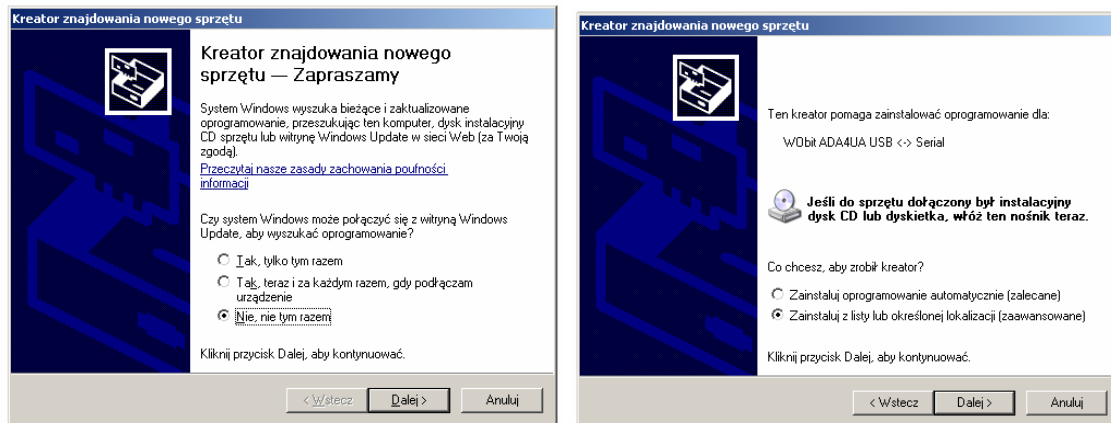 Kreator znajdowania nowego sprzętu
Kreator znajdowania nowego
sprzętu — Zapraszamy
System Windows wyszuka bieżące i zaktualizowane
oprogramowanie, przeszukując ten komputer, dysk instalacyjny
CD sprzętu lub witrynę Windows Update w sieci Web (za Twoją
zgodą).
Przeczytaj nasze zasady zachowania poufności
informacji
Czy system Windows może połączyć się z witryną Windows
Update, aby wyszukać oprogramowanie?
Tak, tylko tym razem
Tak, teraz i za każdym razem, gdy podłączam
urządzenie
Nie, nie tym razem
Kliknij przycisk Dalej, aby kontynuować.
< Wstecz
Dalej >
Anuluj
Kreator znajdowania nowego sprzętu
Ten kreator pomaga zainstalować oprogramowanie dla:
WObit ADA4UA USB <-> Serial
Jeśli do sprzętu dołączony był instalacyjny
dysk CD lub dyskietka, włóż ten nośnik teraz.
Co chcesz, aby zrobił kreator?
Zainstaluj oprogramowanie automatycznie (zalecane)
Zainstaluj z listy lub określonej lokalizacji (zaawansowane)
Kliknij przycisk Dalej, aby kontynuować.
< Wstecz
Dalej >
Anuluj